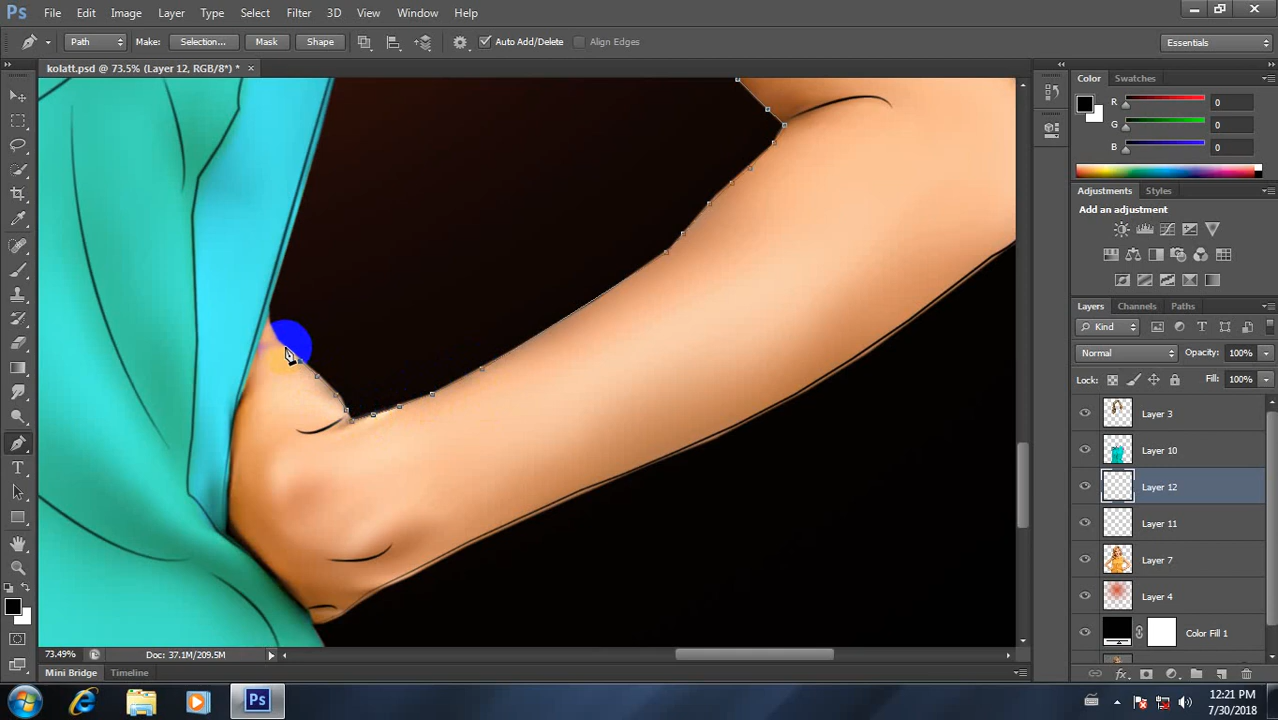 Ps File Edit Image Layer Type Select Filter 3D View Window Help
Path Make: Selection... Mask Shape Auto Add/Delete Align Edges Essentials
kolatt.psd @ 73.5% (Layer 12, RGB/8*) * ×
Color Swatches
R 0
G 0
B 0
Adjustments Styles
Add an adjustment
Layers Channels Paths
Kind
Normal Opacity: 100%
Lock: Fill: 100%
Layer 3
Layer 10
Layer 12
Layer 11
Layer 7
Layer 4
Color Fill 1
73.49% Doc: 37.1M/209.5M
Mini Bridge Timeline
Ps
12:21 PM
7/30/2018